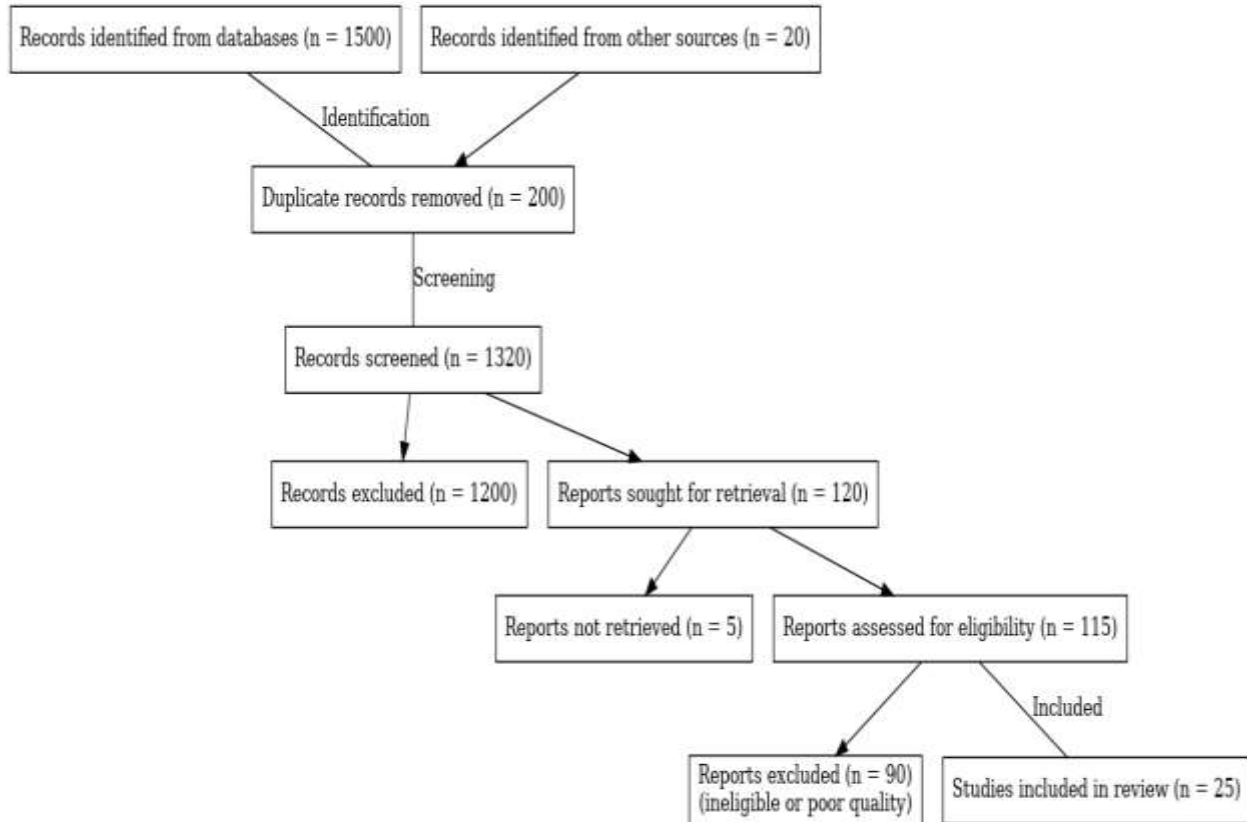 Records identified from databases (n = 1500)
Records identified from other sources (n = 20)
Identification
Duplicate records removed (n = 200)
Screening
Records screened (n = 1320)
Records excluded (n = 1200)
Reports sought for retrieval (n = 120)
Reports not retrieved (n = 5)
Reports assessed for eligibility (n = 115)
Included
Reports excluded (n = 90)
(ineligible or poor quality)
Studies included in review (n = 25)